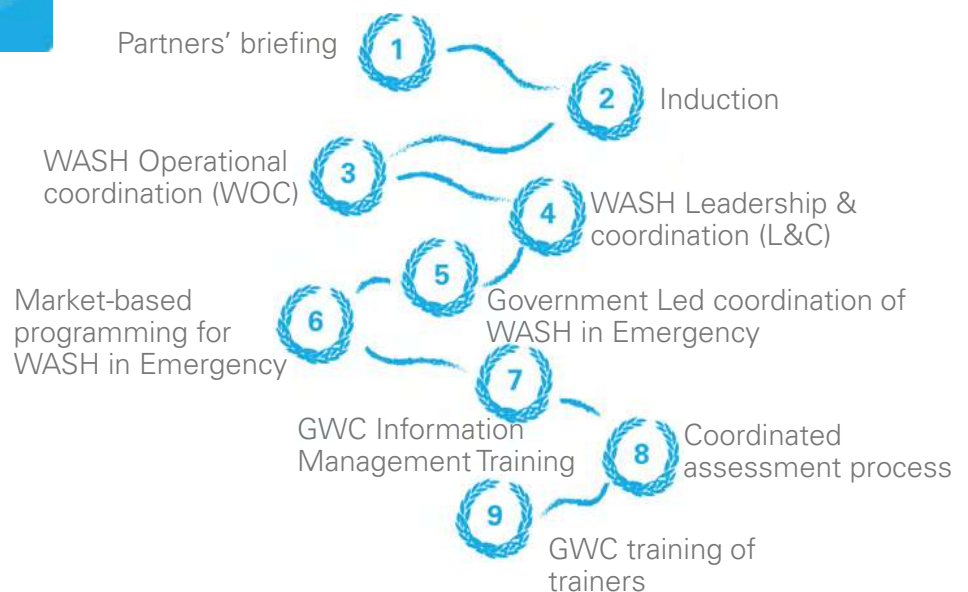 Partners’ briefing
1
2
Induction
WASH Operational
coordination (WOC)
3
4
WASH Leadership &
coordination (L&C)
5
Government Led coordination of
WASH in Emergency
Market-based
programming for
WASH in Emergency
6
7
GWC Information
Management Training
8
Coordinated
assessment process
9
GWC training of
trainers